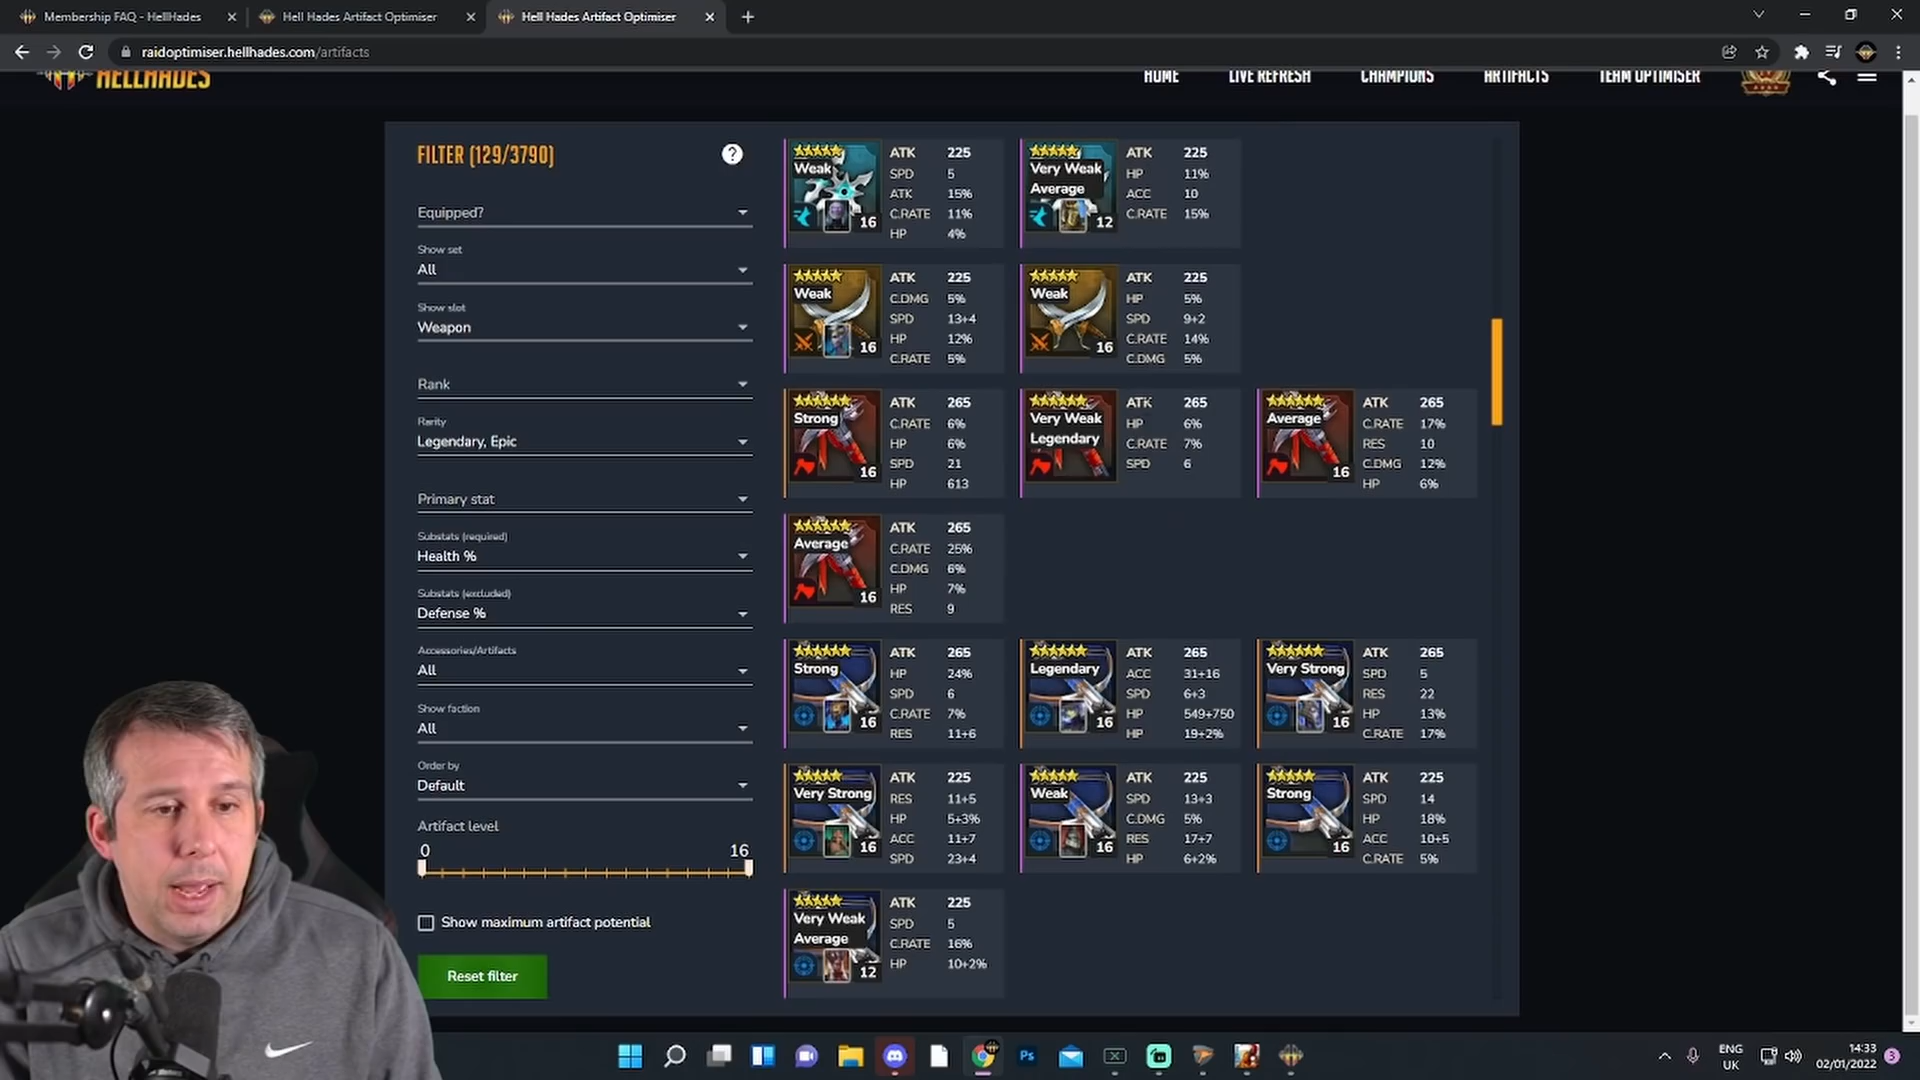 Membership FAQ - HellHades
Hell Hades Artifact Optimiser
Hell Hades Artifact Optimiser
raidoptimiser.hellhades.com/artifacts
HELLHADES
HOME
LIVE REFRESH
CHAMPIONS
ARTIFACTS
TEAM OPTIMISER
FILTER (129/3790)
?
Equipped?
Show set
All
Show slot
Weapon
Rank
Rarity
Legendary, Epic
Primary stat
Substats (required)
Health %
Substats (excluded)
Defense %
Accessories/Artifacts
All
Show faction
All
Order by
Default
Artifact level
0 16
Show maximum artifact potential
Reset filter
Weak
16
ATK 225
SPD 5
ATK 15%
C.RATE 11%
HP 4%
Very Weak
Average
12
ATK 225
HP 11%
ACC 10
C.RATE 15%
Weak
16
ATK 225
C.DMG 5%
SPD 13+4
HP 12%
C.RATE 5%
Weak
16
ATK 225
HP 5%
SPD 9+2
C.RATE 14%
C.DMG 5%
Strong
16
ATK 265
C.RATE 6%
HP 6%
SPD 21
HP 613
Very Weak
Legendary
ATK 265
HP 6%
C.RATE 7%
SPD 6
Average
16
ATK 265
C.RATE 17%
RES 10
C.DMG 12%
HP 6%
Average
16
ATK 265
C.RATE 25%
C.DMG 6%
HP 7%
RES 9
Strong
16
ATK 265
HP 24%
SPD 6
C.RATE 7%
RES 11+6
Legendary
16
ATK 265
ACC 31+16
SPD 6+3
HP 549+750
HP 19+2%
Very Strong
16
ATK 265
SPD 5
RES 22
HP 13%
C.RATE 17%
Very Strong
16
ATK 225
RES 11+5
HP 5+3%
ACC 11+7
SPD 23+4
Weak
16
ATK 225
SPD 13+3
C.DMG 5%
RES 17+7
HP 6+2%
Strong
16
ATK 225
SPD 14
HP 18%
ACC 10+5
C.RATE 5%
Very Weak
Average
12
ATK 225
SPD 5
C.RATE 16%
HP 10+2%
Ps
ENG
UK
14:33
02/01/2022
3